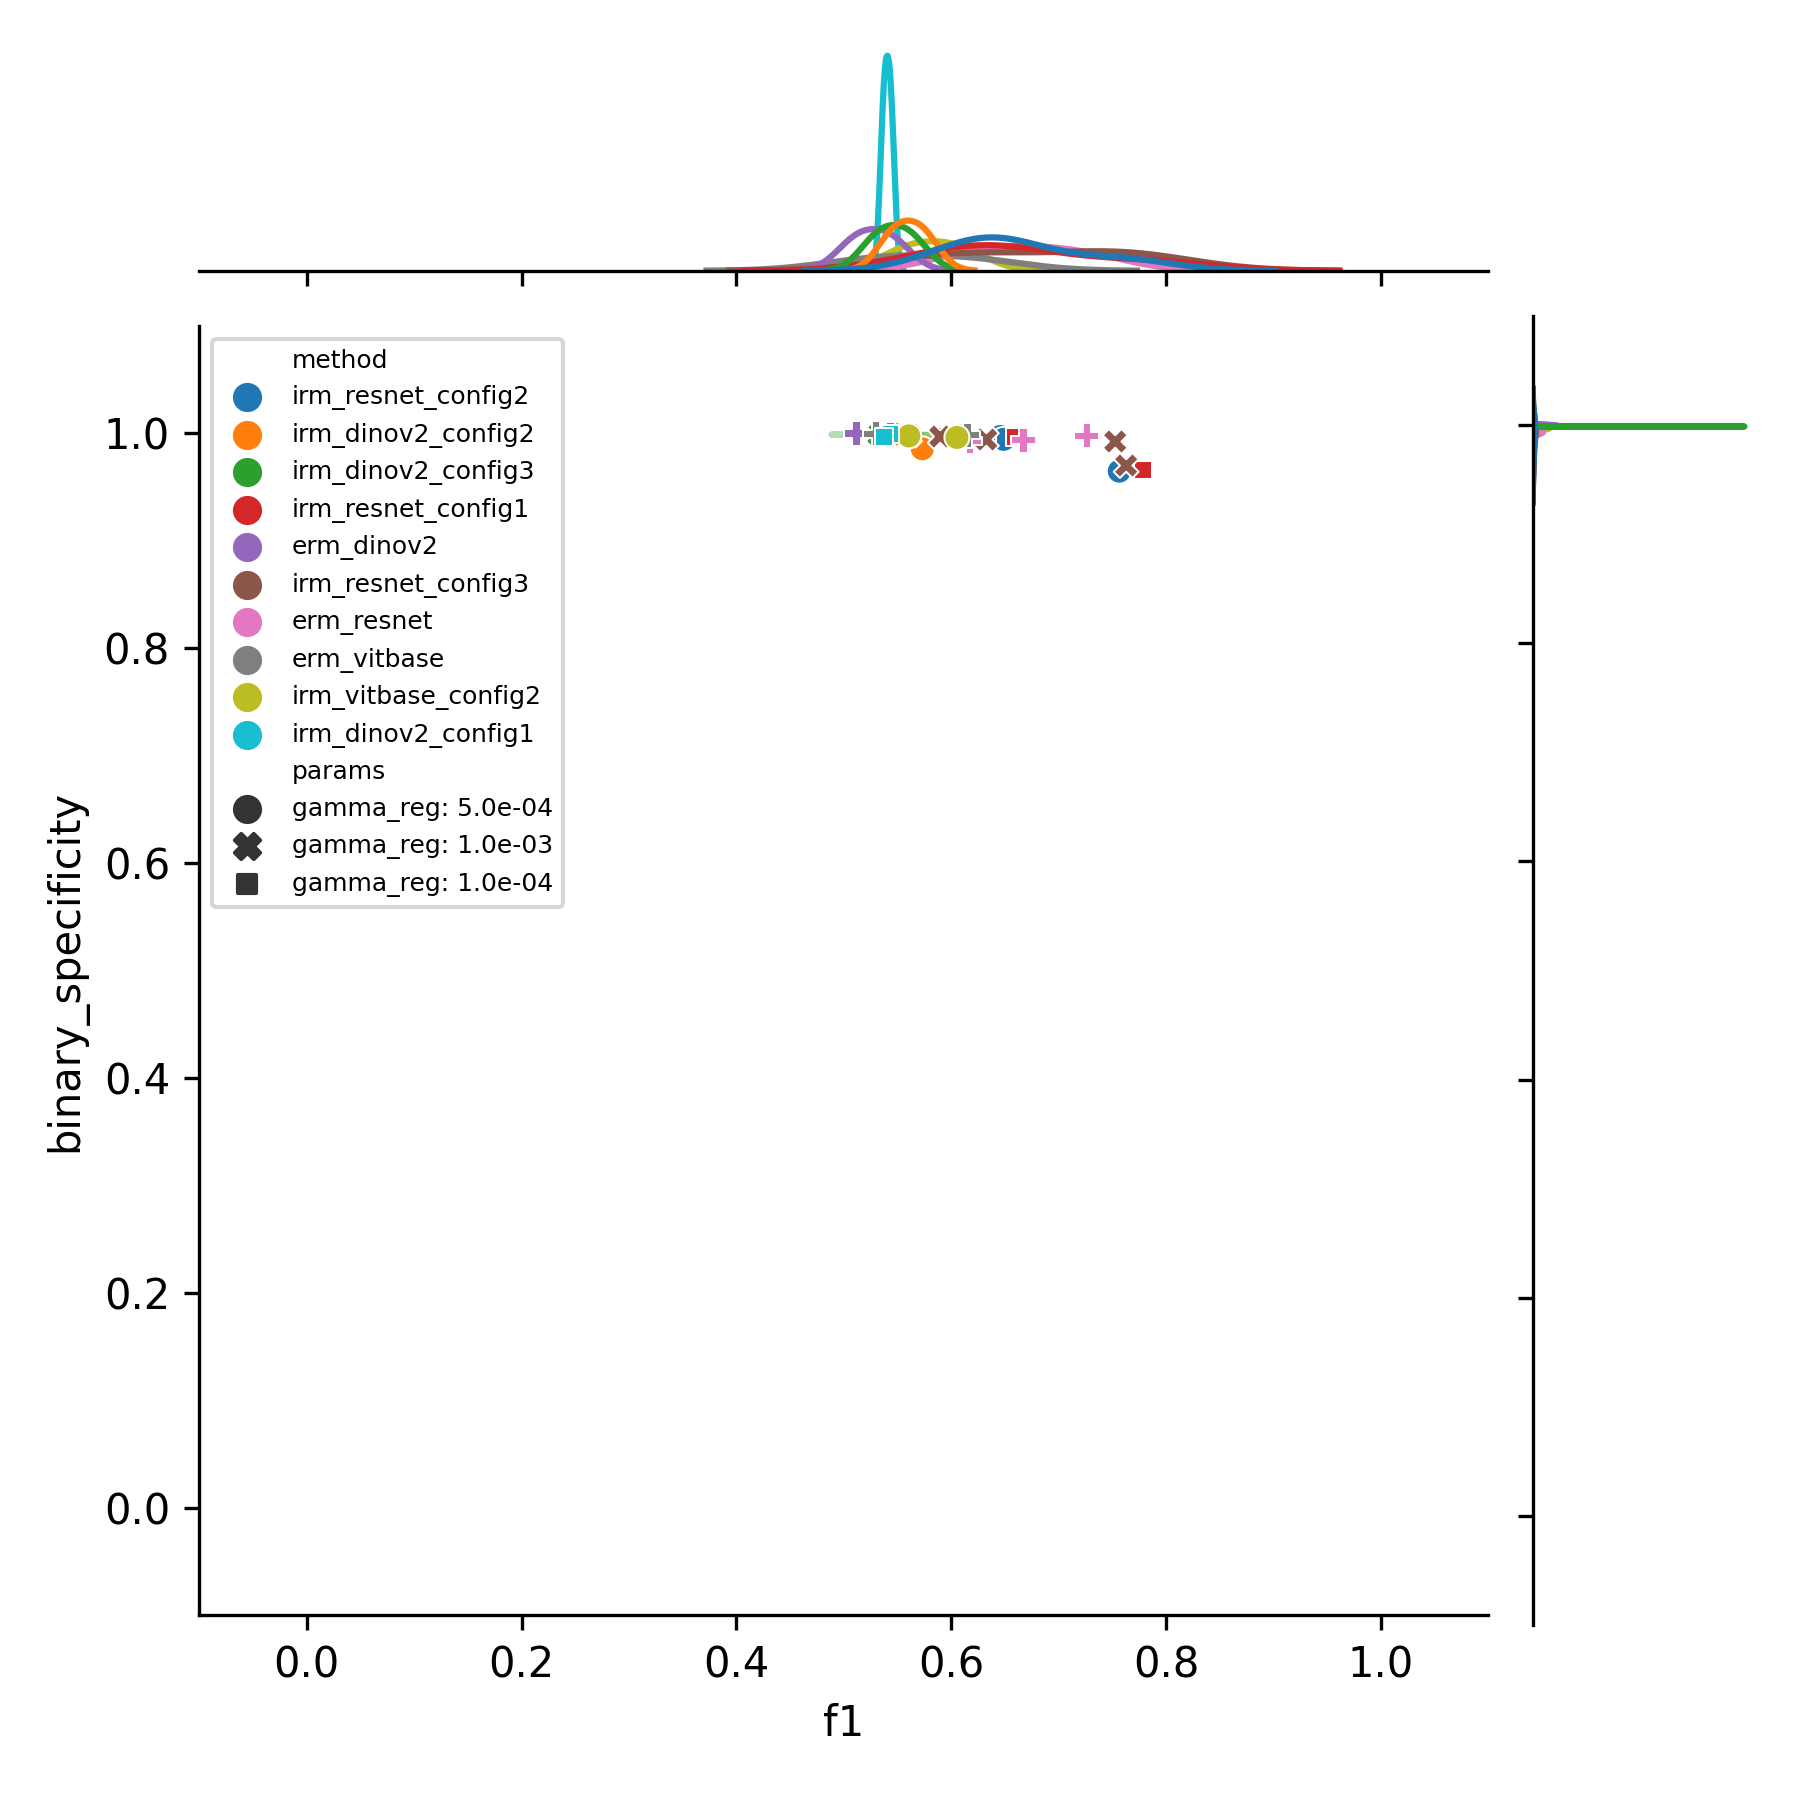 method
irm_resnet_config2
irm_dinov2_config2
irm_dinov2_config3
irm_resnet_config1
erm_dinov2
irm_resnet_config3
erm_resnet
erm_vitbase
irm_vitbase_config2
irm_dinov2_config1
params
gamma_reg: 5.0e-04
gamma_reg: 1.0e-03
gamma_reg: 1.0e-04
binary_specificity
1.0
0.8
0.6
0.4
0.2
0.0
0.0 0.2 0.4 0.6 0.8 1.0
f1